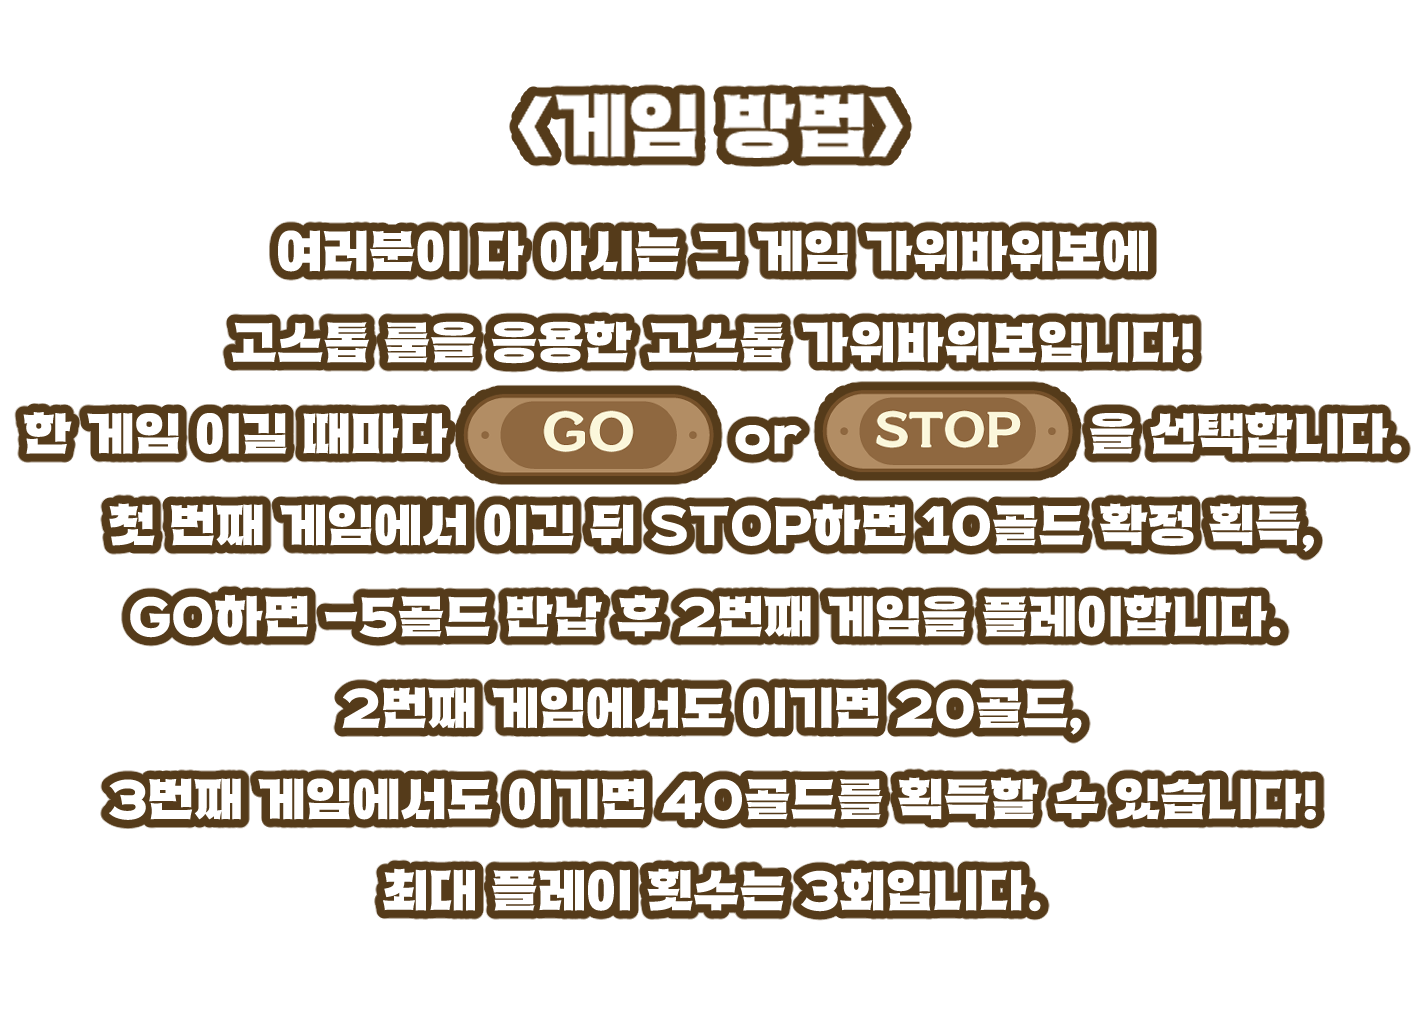 <게임 방법>
여러분이 다 아시는 그 게임 가위바위보에
고스톱 룰을 응용한 고스톱 가위바위보입니다!
한 게임 이길 때마다 GO or STOP 을 선택합니다.
첫 번째 게임에서 이긴 뒤 STOP하면 10골드 확정 획득,
GO하면 -5골드 반납 후 2번째 게임을 플레이합니다.
2번째 게임에서도 이기면 20골드,
3번째 게임에서도 이기면 40골드를 획득할 수 있습니다!
최대 플레이 횟수는 3회입니다.